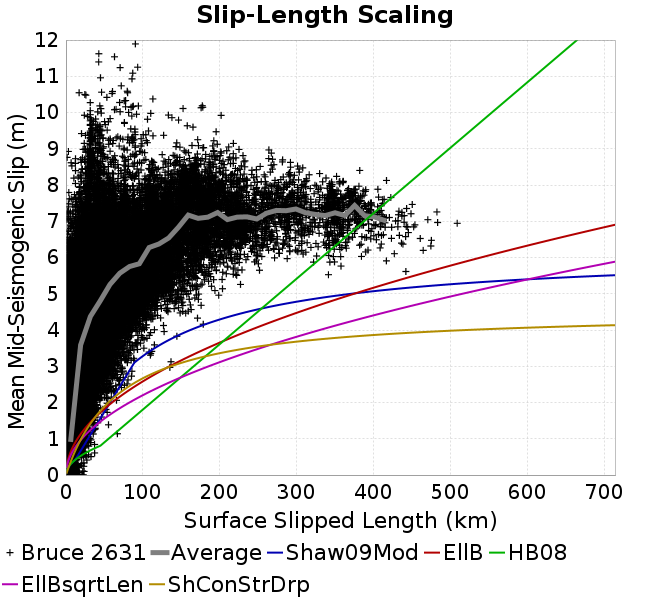 Slip-Length Scaling
12
11
10
9
8
7
6
5
4
3
2
1
0
Mean Mid-Seismogenic Slip (m)
0 100 200 300 400 500 600 700
Surface Slipped Length (km)
Bruce 2631 Average Shaw09Mod EllB HB08
EllBsqrtLen ShConStrDrp